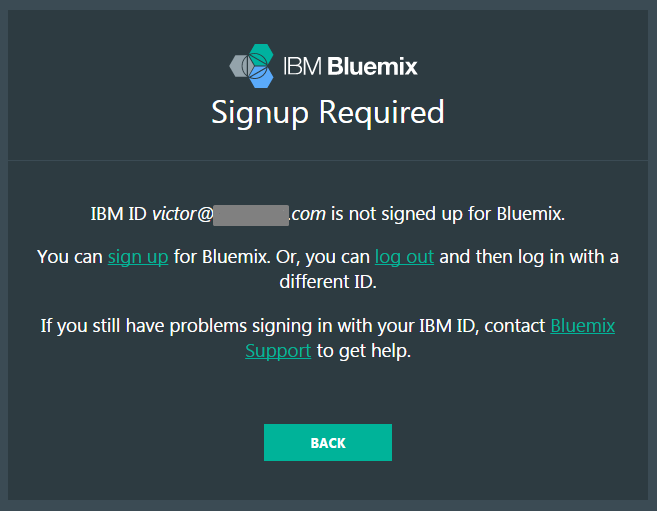 IBM Bluemix
Signup Required
IBM ID victor@ .com is not signed up for Bluemix.
You can sign up for Bluemix. Or, you can log out and then log in with a
different ID.
If you still have problems signing in with your IBM ID, contact Bluemix
Support to get help.
BACK